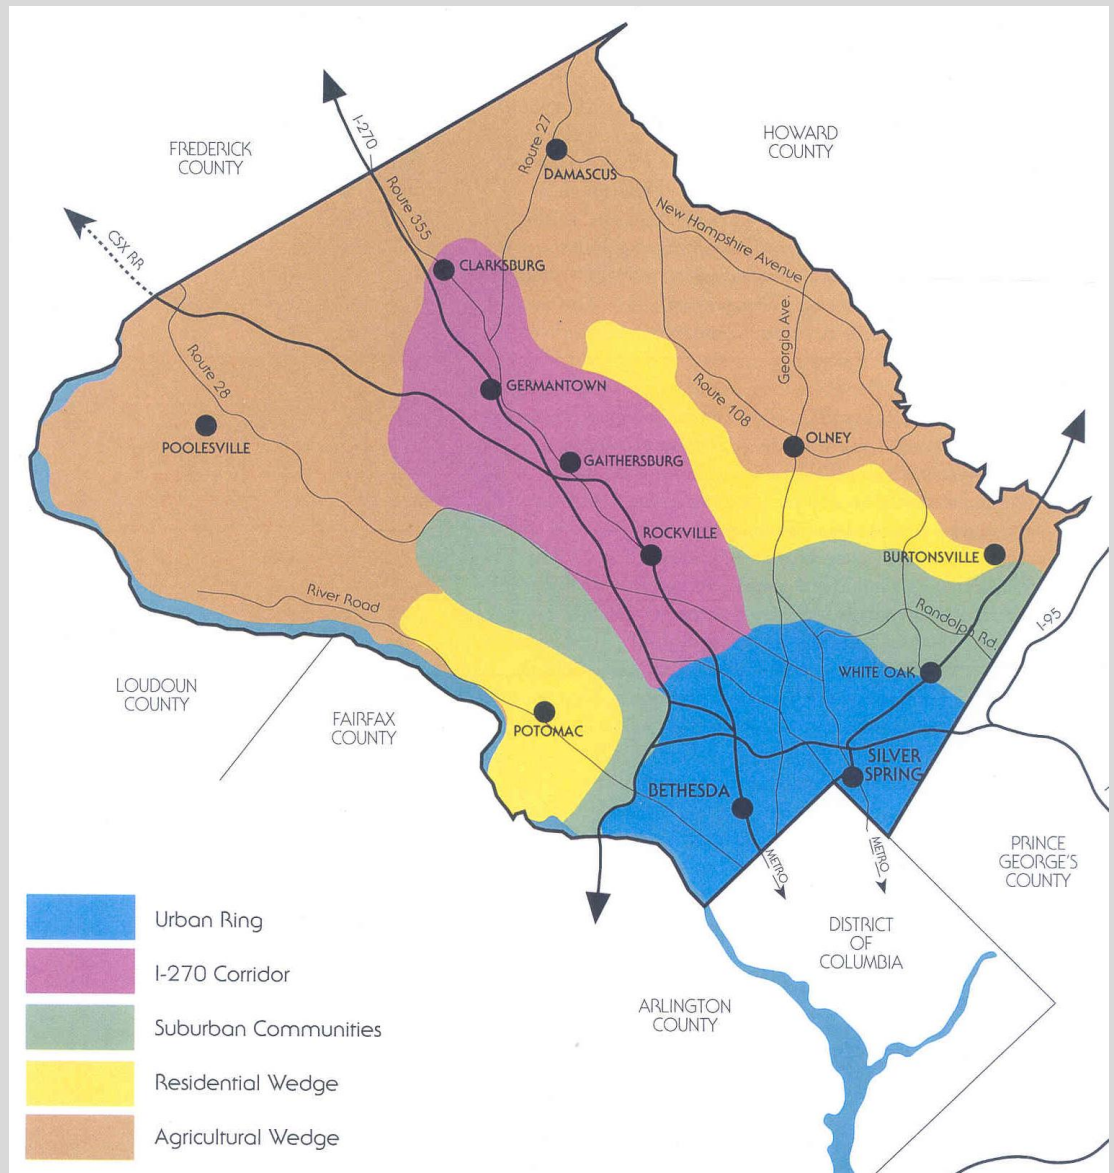 FREDERICK
COUNTY
HOWARD
COUNTY
I-270
Route 27
DAMASCUS
Route 355
New Hampshire Avenue
CSX RR
CLARKSBURG
Georgia Ave.
Route 28
GERMANTOWN
Route 108
POOLESVILLE
OLNEY
GAITHERSBURG
ROCKVILLE
BURTONSVILLE
River Road
Randolph Rd.
I-95
WHITE OAK
LOUDOUN
COUNTY
FAIRFAX
COUNTY
POTOMAC
SILVER
SPRING
BETHESDA
METRO
METRO
PRINCE
GEORGE'S
COUNTY
DISTRICT
OF
COLUMBIA
ARLINGTON
COUNTY
Urban Ring
I-270 Corridor
Suburban Communities
Residential Wedge
Agricultural Wedge